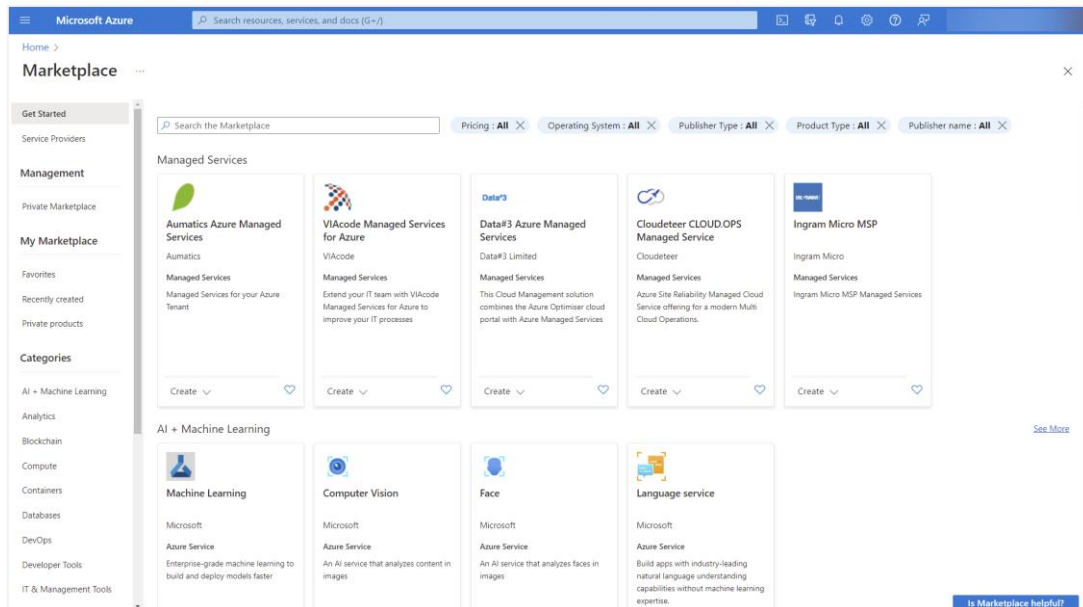 Microsoft Azure
Search resources, services, and docs (G+/)
Home >
Marketplace ...
Get Started
Service Providers
Management
Private Marketplace
My Marketplace
Favorites
Recently created
Private products
Categories
AI + Machine Learning
Analytics
Blockchain
Compute
Containers
Databases
DevOps
Developer Tools
IT & Management Tools
Search the Marketplace
Pricing : All
Operating System : All
Publisher Type : All
Product Type : All
Publisher name : All
Managed Services
Aumatics Azure Managed
Services
Aumatics
Managed Services
Managed Services for your Azure
Tenant
Create
VIAcode Managed Services
for Azure
VIAcode
Managed Services
Extend your IT team with VIAcode
Managed Services for Azure to
improve your IT processes
Create
Data#3
Data#3 Azure Managed
Services
Data#3 Limited
Managed Services
This Cloud Management solution
combines the Azure Optimiser cloud
portal with Azure Managed Services
Create
Cloudeteer CLOUD.OPS
Managed Service
Cloudeteer
Managed Services
Azure Site Reliability Managed Cloud
Service offering for a modern Multi
Cloud Operations.
Create
Ingram Micro MSP
Ingram Micro
Managed Services
Ingram Micro MSP Managed Services
Create
AI + Machine Learning
See More
Machine Learning
Microsoft
Azure Service
Enterprise-grade machine learning to
build and deploy models faster
Computer Vision
Microsoft
Azure Service
An AI service that analyzes content in
images
Face
Microsoft
Azure Service
An AI service that analyzes faces in
images
Language service
Microsoft
Azure Service
Build apps with industry-leading
natural language understanding
capabilities without machine learning
expertise.
Is Marketplace helpful?